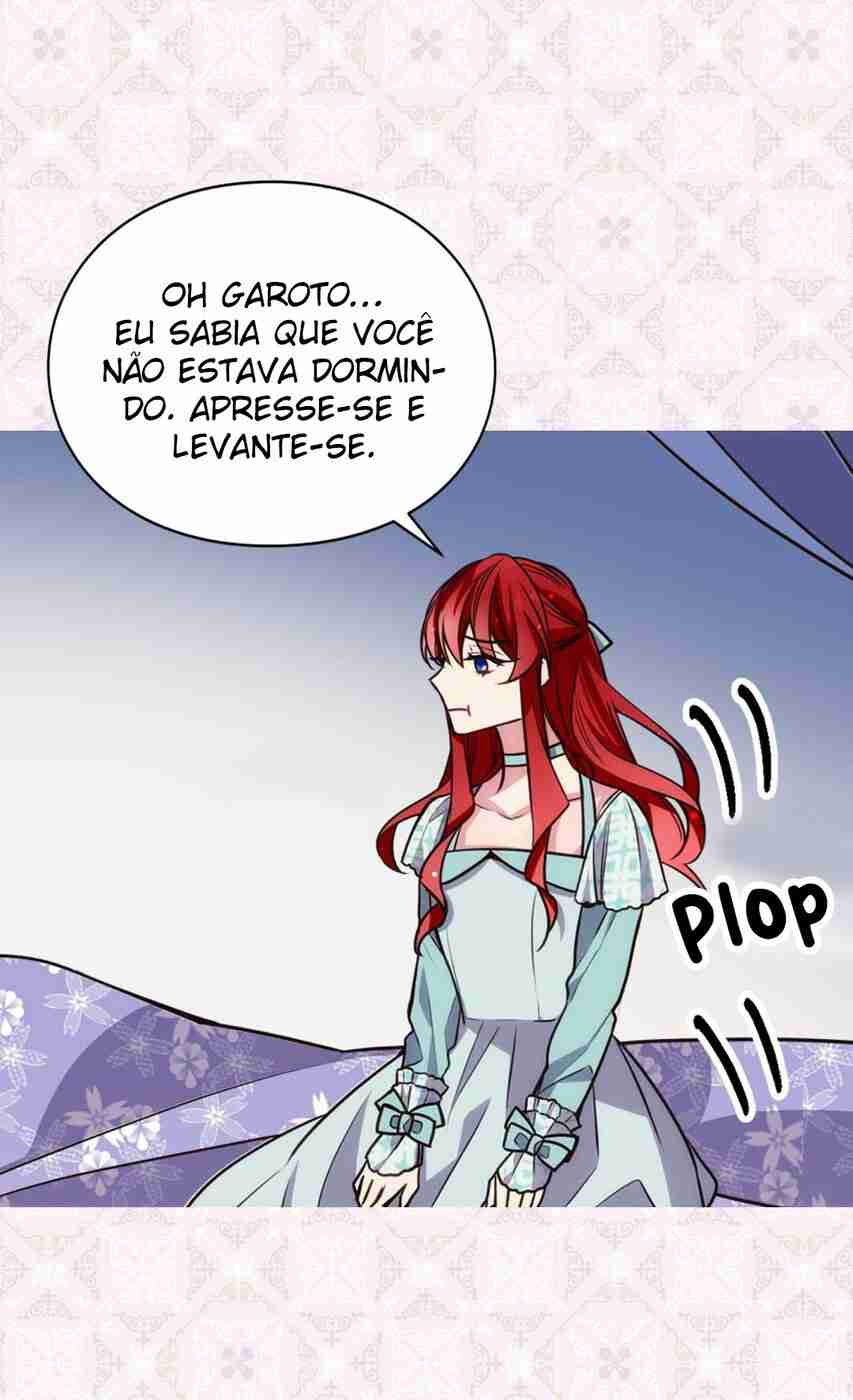 OH GAROTO...
EU SABIA QUE VOCÊ
NÃO ESTAVA DORMIN-
DO. APRESSE-SE E
LEVANTE-SE.
Plop